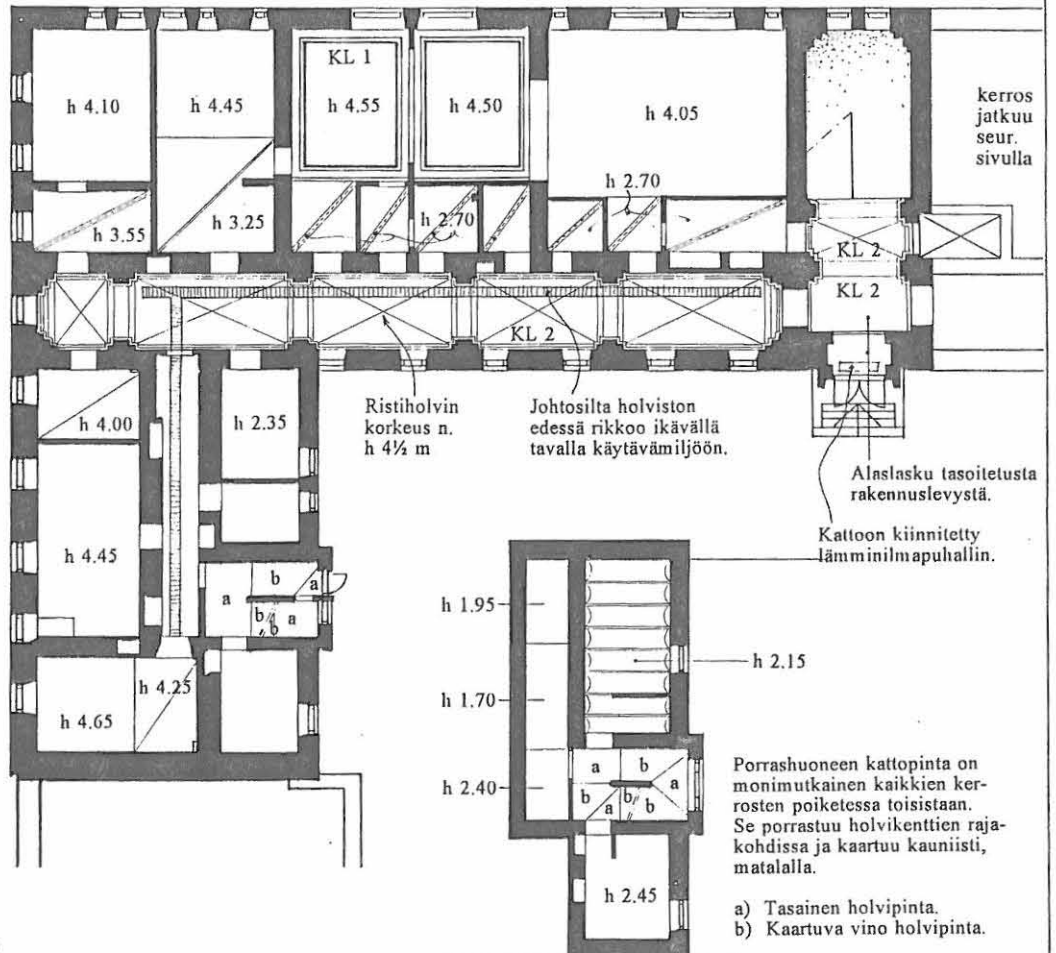 KL 1
h 4.10
h 4.45
h 4.55
h 4.50
h 4.05
kerros
jatkuu
seur.
sivulla
h 2.70
h 3.55
h 3.25
h 2.70
KL 2
KL 2
KL 2
h 4.00
h 2.35
Ristiholvin
korkeus n.
h 4½ m
Johtosilta holviston
edessä rikkoo ikävällä
tavalla käytävämiljöön.
Alaslasku tasoitetusta
rakennuslevystä.
Kattoon kiinnitetty
lämminilmapuhallin.
h 4.45
b
a
a
b
a
b
h 4.25
h 4.65
h 1.95
h 2.15
h 1.70
a
b
a
h 2.40
b
a
b
b
h 2.45
Porrashuoneen kattopinta on
monimutkainen kaikkien ker-
rosten poiketessa toisistaan.
Se porrastuu holvikenttien raja-
kohdissa ja kaartuu kauniisti,
matalalla.
a) Tasainen holvipinta.
b) Kaartuva vino holvipinta.